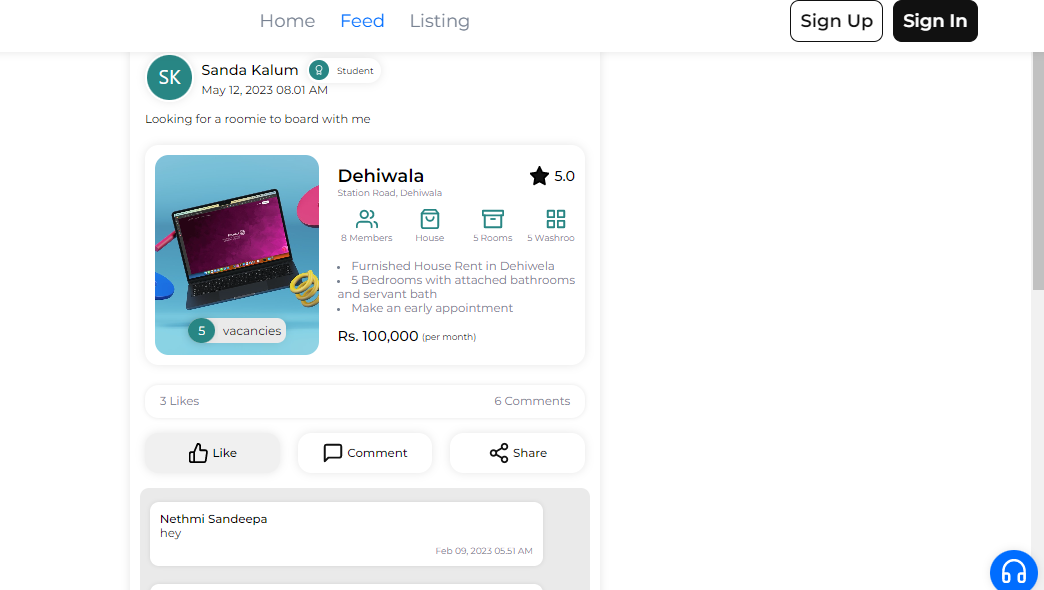 Home Feed Listing Sign Up Sign In
SK Sanda Kalum Student
May 12, 2023 08.01 AM
Looking for a roomie to board with me
Dehiwala 5.0
Station Road, Dehiwala
8 Members House 5 Rooms 5 Washroo
• Furnished House Rent in Dehiwela
• 5 Bedrooms with attached bathrooms
and servant bath
• Make an early appointment
5 vacancies
Rs. 100,000 (per month)
3 Likes 6 Comments
Like Comment Share
Nethmi Sandeepa
hey
Feb 09, 2023 05.51 AM